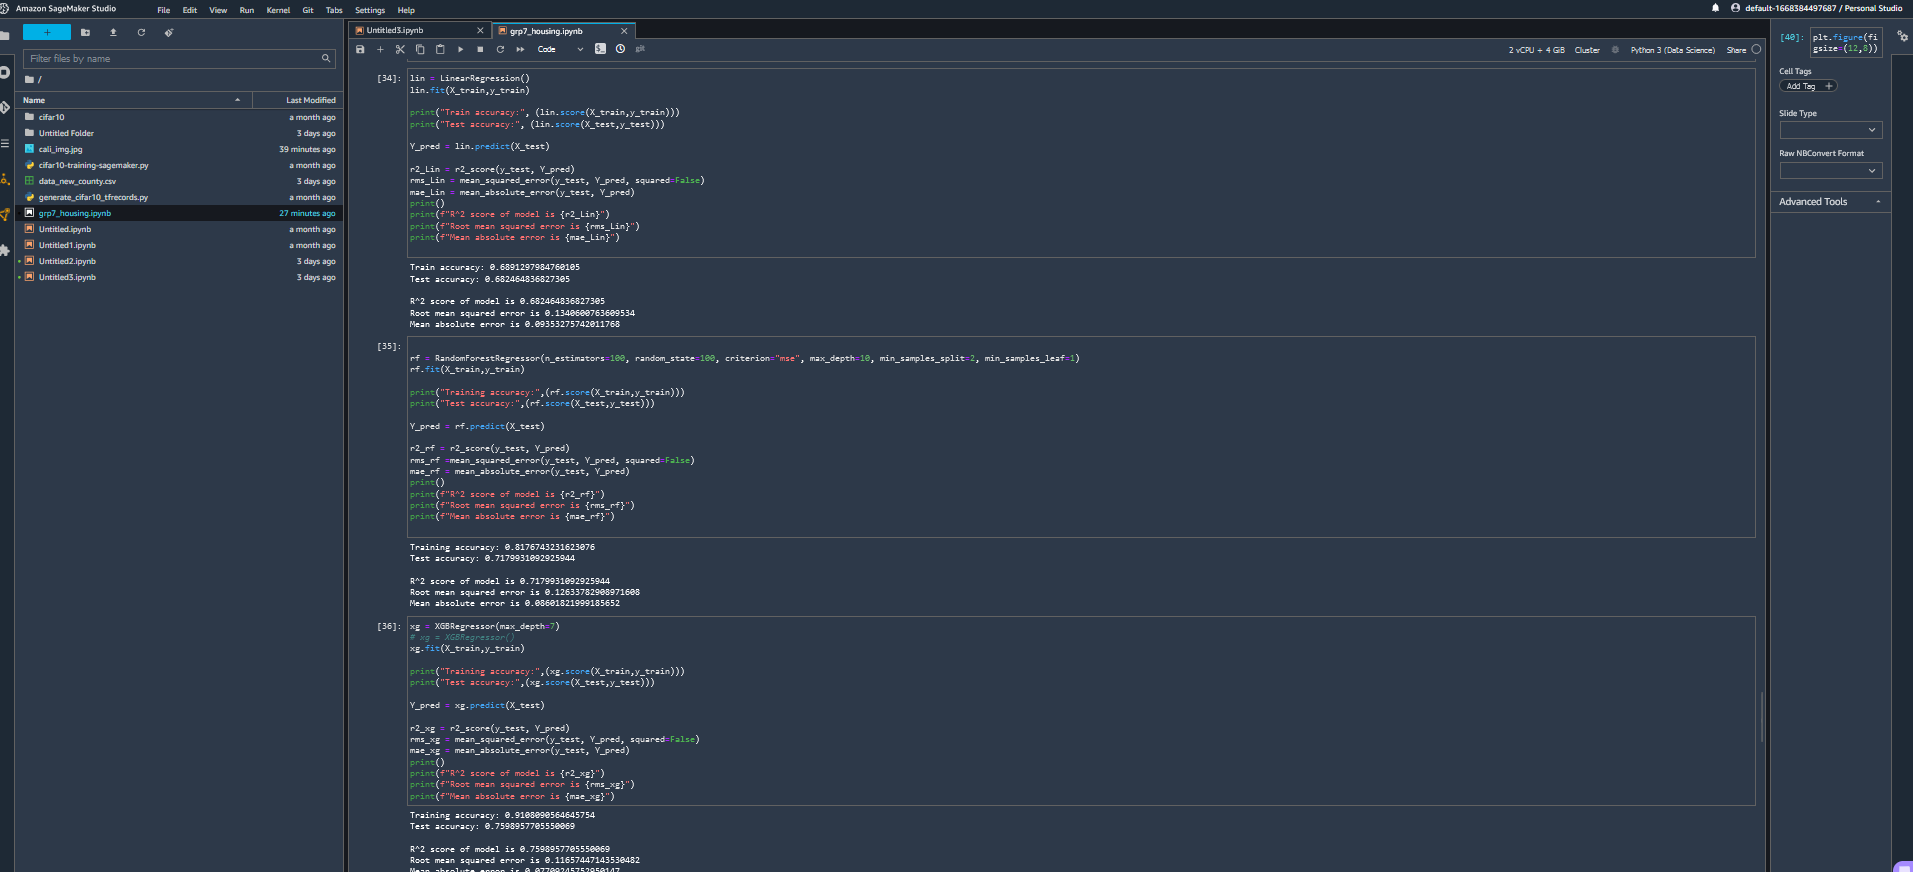 Amazon SageMaker Studio
File Edit View Run Kernel Git Tabs Settings Help
default-1668384497687 / Personal Studio
+
Filter files by name
/
Name Last Modified
cifar10 a month ago
Untitled Folder 3 days ago
cali_img.jpg 39 minutes ago
cifar10-training-sagemaker.py a month ago
data_new_county.csv 3 days ago
generate_cifar10_tfrecords.py a month ago
grp7_housing.ipynb 27 minutes ago
Untitled.ipynb a month ago
Untitled1.ipynb a month ago
Untitled2.ipynb 3 days ago
Untitled3.ipynb 3 days ago
Untitled3.ipynb
grp7_housing.ipynb
Code
git
2 vCPU + 4 GiB Cluster Python 3 (Data Science) Share
[34]: lin = LinearRegression()
lin.fit(X_train,y_train)
print("Train accuracy:", (lin.score(X_train,y_train)))
print("Test accuracy:", (lin.score(X_test,y_test)))
Y_pred = lin.predict(X_test)
r2_Lin = r2_score(y_test, Y_pred)
rms_Lin = mean_squared_error(y_test, Y_pred, squared=False)
mae_Lin = mean_absolute_error(y_test, Y_pred)
print()
print(f"R^2 score of model is {r2_Lin}")
print(f"Root mean squared error is {rms_Lin}")
print(f"Mean absolute error is {mae_Lin}")
Train accuracy: 0.6891297984760105
Test accuracy: 0.682464836827305
R^2 score of model is 0.682464836827305
Root mean squared error is 0.1340600763609534
Mean absolute error is 0.09353275742011768
[35]:
rf = RandomForestRegressor(n_estimators=100, random_state=100, criterion="mse", max_depth=10, min_samples_split=2, min_samples_leaf=1)
rf.fit(X_train,y_train)
print("Training accuracy:",(rf.score(X_train,y_train)))
print("Test accuracy:",(rf.score(X_test,y_test)))
Y_pred = rf.predict(X_test)
r2_rf = r2_score(y_test, Y_pred)
rms_rf =mean_squared_error(y_test, Y_pred, squared=False)
mae_rf = mean_absolute_error(y_test, Y_pred)
print()
print(f"R^2 score of model is {r2_rf}")
print(f"Root mean squared error is {rms_rf}")
print(f"Mean absolute error is {mae_rf}")
Training accuracy: 0.8176743231623076
Test accuracy: 0.7179931092925944
R^2 score of model is 0.7179931092925944
Root mean squared error is 0.12633782908971608
Mean absolute error is 0.08601821999185652
[36]: xg = XGBRegressor(max_depth=7)
# xg = XGBRegressor()
xg.fit(X_train,y_train)
print("Training accuracy:",(xg.score(X_train,y_train)))
print("Test accuracy:",(xg.score(X_test,y_test)))
Y_pred = xg.predict(X_test)
r2_xg = r2_score(y_test, Y_pred)
rms_xg = mean_squared_error(y_test, Y_pred, squared=False)
mae_xg = mean_absolute_error(y_test, Y_pred)
print()
print(f"R^2 score of model is {r2_xg}")
print(f"Root mean squared error is {rms_xg}")
print(f"Mean absolute error is {mae_xg}")
Training accuracy: 0.9108090564645754
Test accuracy: 0.7598957705550069
R^2 score of model is 0.7598957705550069
Root mean squared error is 0.11657447143530482
Mean absolute error is
[40]: plt.figure(fi
gsize=(12,8))
Cell Tags
Add Tag +
Slide Type
Raw NBConvert Format
Advanced Tools